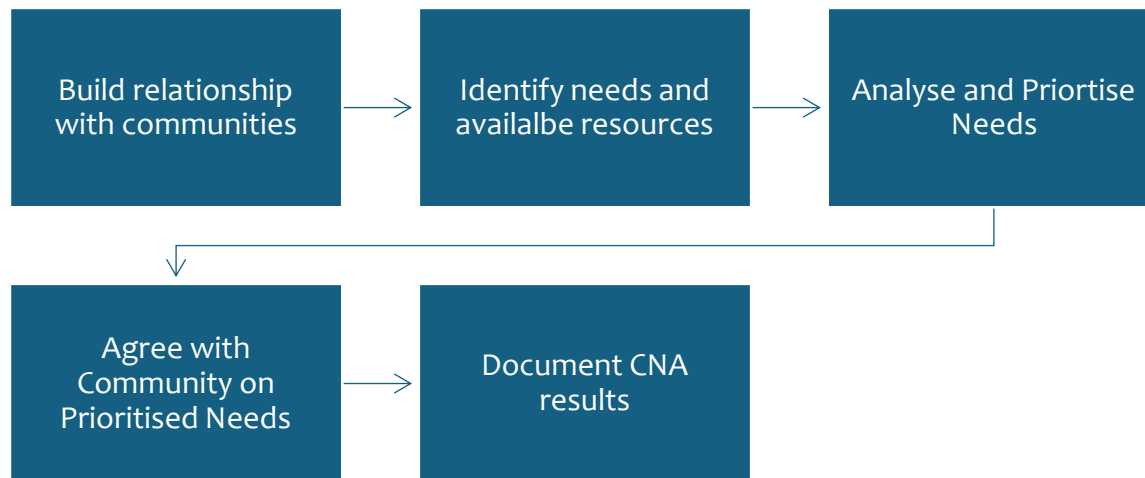 Build relationship
with communities
Identify needs and
availalbe resources
Analyse and Priortise
Needs
Agree with
Community on
Prioritised Needs
Document CNA
results